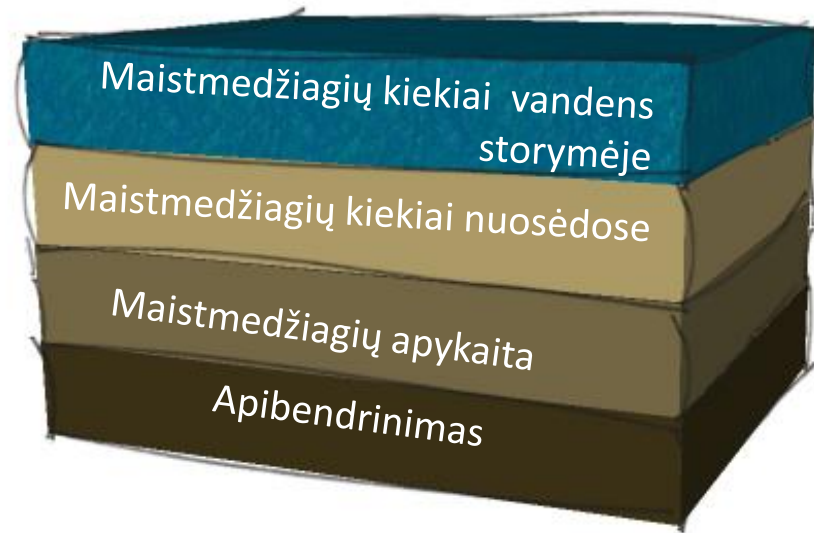 Maistmedžiagių kiekiai  vandens
storymėje
Maistmedžiagių kiekiai nuosėdose
Maistmedžiagių apykaita
Apibendrinimas